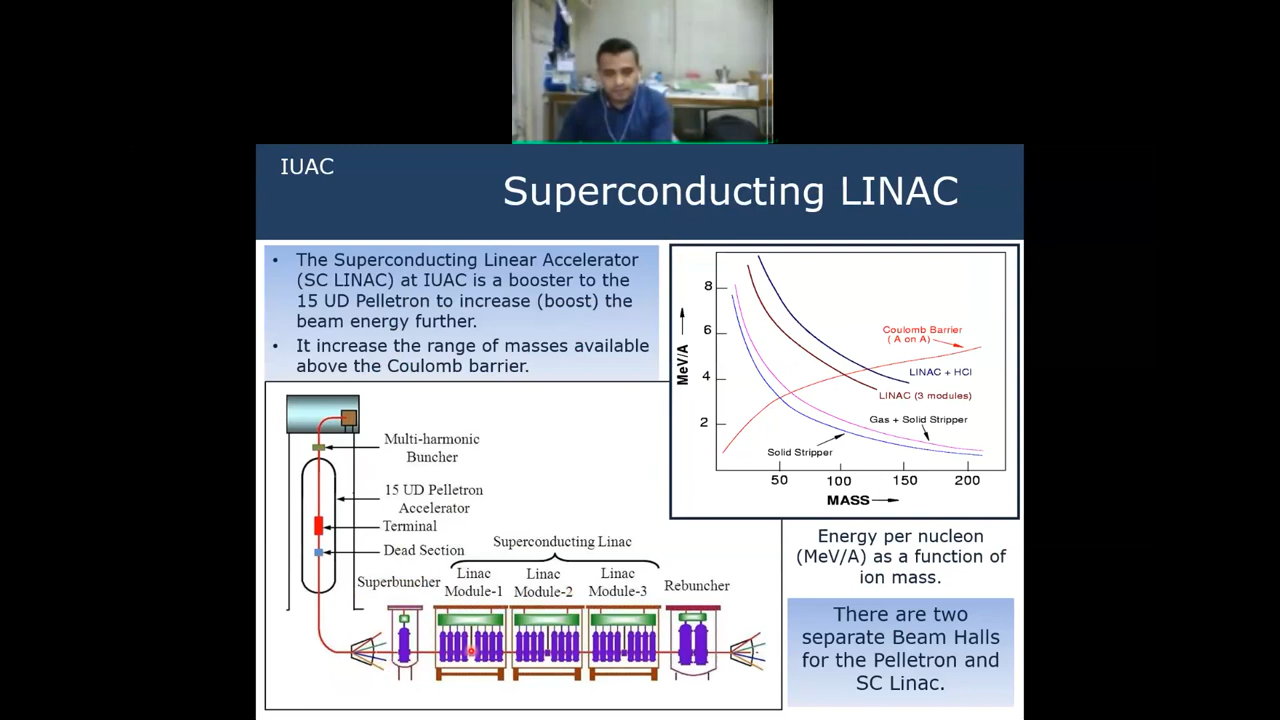 IUAC
Superconducting LINAC
• The Superconducting Linear Accelerator
(SC LINAC) at IUAC is a booster to the
15 UD Pelletron to increase (boost) the
beam energy further.
• It increase the range of masses available
above the Coulomb barrier.
MeV/A
8
6
4
2
Coulomb Barrier
( A on A)
LINAC + HCI
LINAC (3 modules)
Gas + Solid Stripper
Solid Stripper
50 100 150 200
MASS
Energy per nucleon
(MeV/A) as a function of
ion mass.
Multi-harmonic
Buncher
15 UD Pelletron
Accelerator
Terminal
Dead Section
Superconducting Linac
Superbuncher
Linac
Module-1
Linac
Module-2
Linac
Module-3
Rebuncher
There are two
separate Beam Halls
for the Pelletron and
SC Linac.